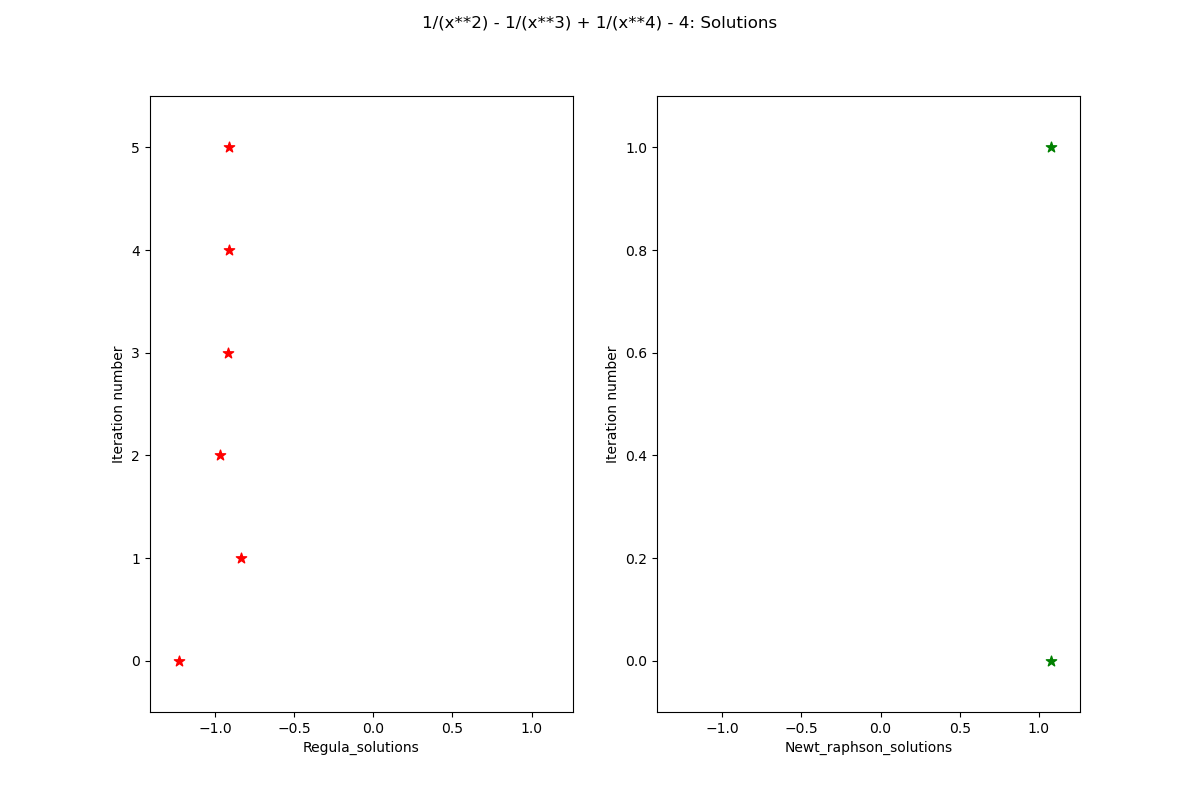 1/(x**2) - 1/(x**3) + 1/(x**4) - 4: Solutions
5
4
3
2
1
0
Iteration number
−1.0 −0.5 0.0 0.5 1.0
Regula_solutions
1.0
0.8
0.6
0.4
0.2
0.0
Iteration number
−1.0 −0.5 0.0 0.5 1.0
Newt_raphson_solutions